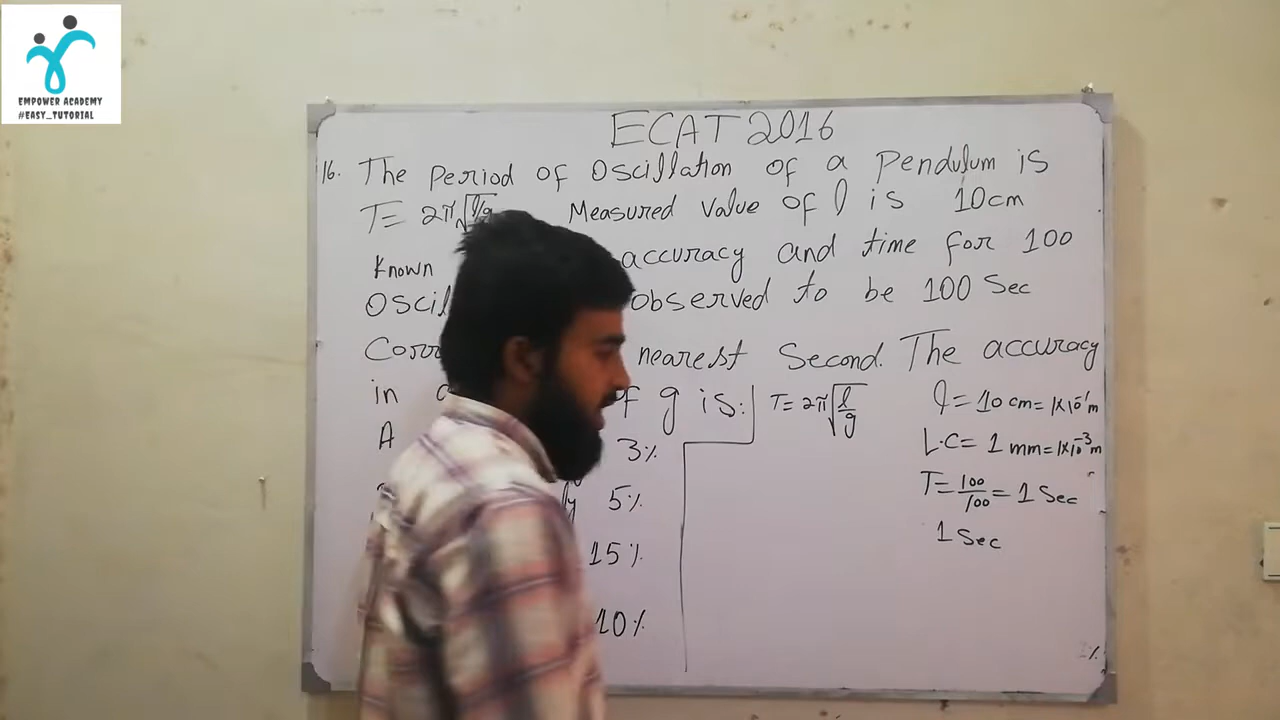 EMPOWER ACADEMY
#EASY_TUTORIAL
ECAT 2016
16. The Period of Oscillation of a Pendulum is
T= 2π√l/g Measured value of l is 10cm
Known accuracy and time for 100
observed to be 100 Sec
nearest Second. The accuracy
in of g is:
A 3%
5%
15%
10%
T= 2π√l/g
l= 10 cm= 1×10⁻¹m
L.C= 1 mm= 1×10⁻³m
T= 100/100 = 1 Sec
1 Sec
%